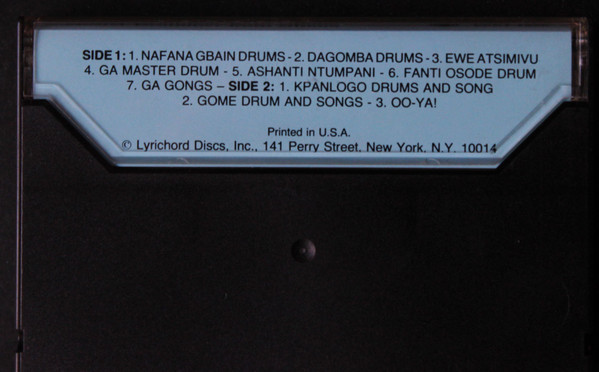 SIDE 1: 1. NAFANA GBAIN DRUMS - 2. DAGOMBA DRUMS - 3. EWE ATSIMIVU
4. GA MASTER DRUM - 5. ASHANTI NTUMPANI - 6. FANTI OSODE DRUM
7. GA GONGS – SIDE 2: 1. KPANLOGO DRUMS AND SONG
2. GOME DRUM AND SONGS - 3. OO-YA!
Printed in U.S.A.
© Lyrichord Discs, Inc., 141 Perry Street, New York, N.Y. 10014